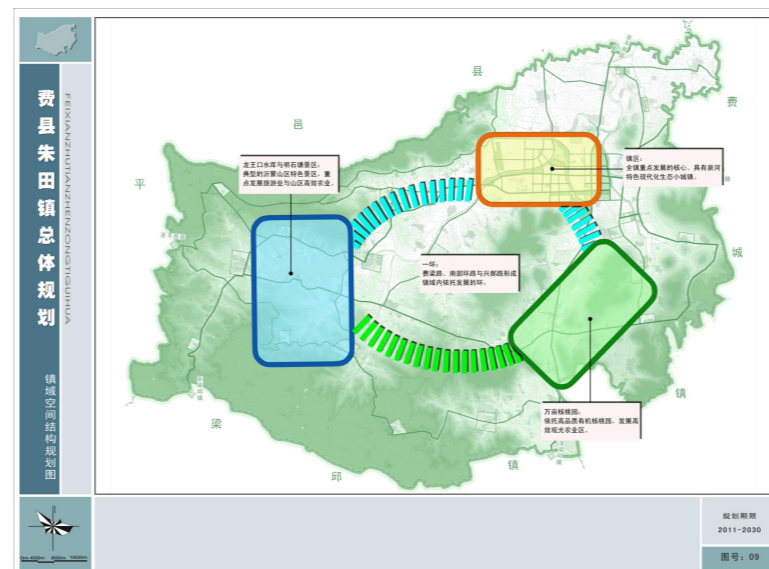 费县朱田镇总体规划
FEIXIANZHUTIANZHENZONGTIGUIHUA
镇域空间结构规划图
县
邑
平
费
城
镇
梁
邱
镇
龙王口水库与明石塘景区：
典型的沂蒙山区特色景区，重
点发展旅游业与山区高效农业。
镇区：
全镇重点发展的核心，具有泉河
特色现代化生态小城镇。
一环：
费梁路、南部环路与兴郎路形成
镇域内依托发展的环。
万亩核桃园：
依托高品质有机核桃园，发展高
效观光农业区。
0m 400m 800m 1600m
规划期限
2011-2030
图号：09